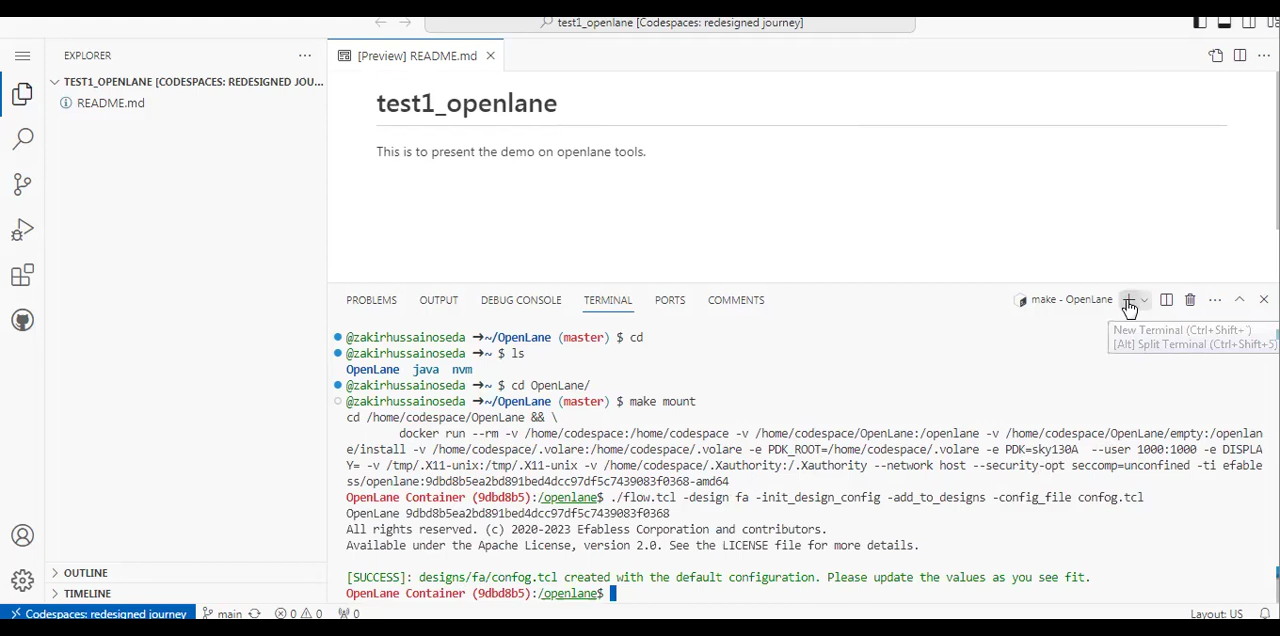 test1_openlane [Codespaces: redesigned journey]
EXPLORER
[Preview] README.md
TEST1_OPENLANE [CODESPACES: REDESIGNED JOU...
README.md
test1_openlane
This is to present the demo on openlane tools.
PROBLEMS OUTPUT DEBUG CONSOLE TERMINAL PORTS COMMENTS
make - OpenLane
New Terminal (Ctrl+Shift+`)
[Alt] Split Terminal (Ctrl+Shift+5)
@zakirhussainoseda ➜~/OpenLane (master) $ cd
@zakirhussainoseda ➜~ $ ls
OpenLane java nvm
@zakirhussainoseda ➜~ $ cd OpenLane/
@zakirhussainoseda ➜~/OpenLane (master) $ make mount
cd /home/codespace/OpenLane && \
docker run --rm -v /home/codespace:/home/codespace -v /home/codespace/OpenLane:/openlane -v /home/codespace/OpenLane/empty:/openlan
e/install -v /home/codespace/.volare:/home/codespace/.volare -e PDK_ROOT=/home/codespace/.volare -e PDK=sky130A --user 1000:1000 -e DISPLA
Y= -v /tmp/.X11-unix:/tmp/.X11-unix -v /home/codespace/.Xauthority:/.Xauthority --network host --security-opt seccomp=unconfined -ti efable
ss/openlane:9dbd8b5ea2bd891bed4dcc97df5c7439083f0368-amd64
OpenLane Container (9dbd8b5):/openlane$ ./flow.tcl -design fa -init_design_config -add_to_designs -config_file confog.tcl
OpenLane 9dbd8b5ea2bd891bed4dcc97df5c7439083f0368
All rights reserved. (c) 2020-2023 Efabless Corporation and contributors.
Available under the Apache License, version 2.0. See the LICENSE file for more details.
[SUCCESS]: designs/fa/confog.tcl created with the default configuration. Please update the values as you see fit.
OpenLane Container (9dbd8b5):/openlane$
OUTLINE
TIMELINE
Codespaces: redesigned journey main 0 0 0 Layout: US